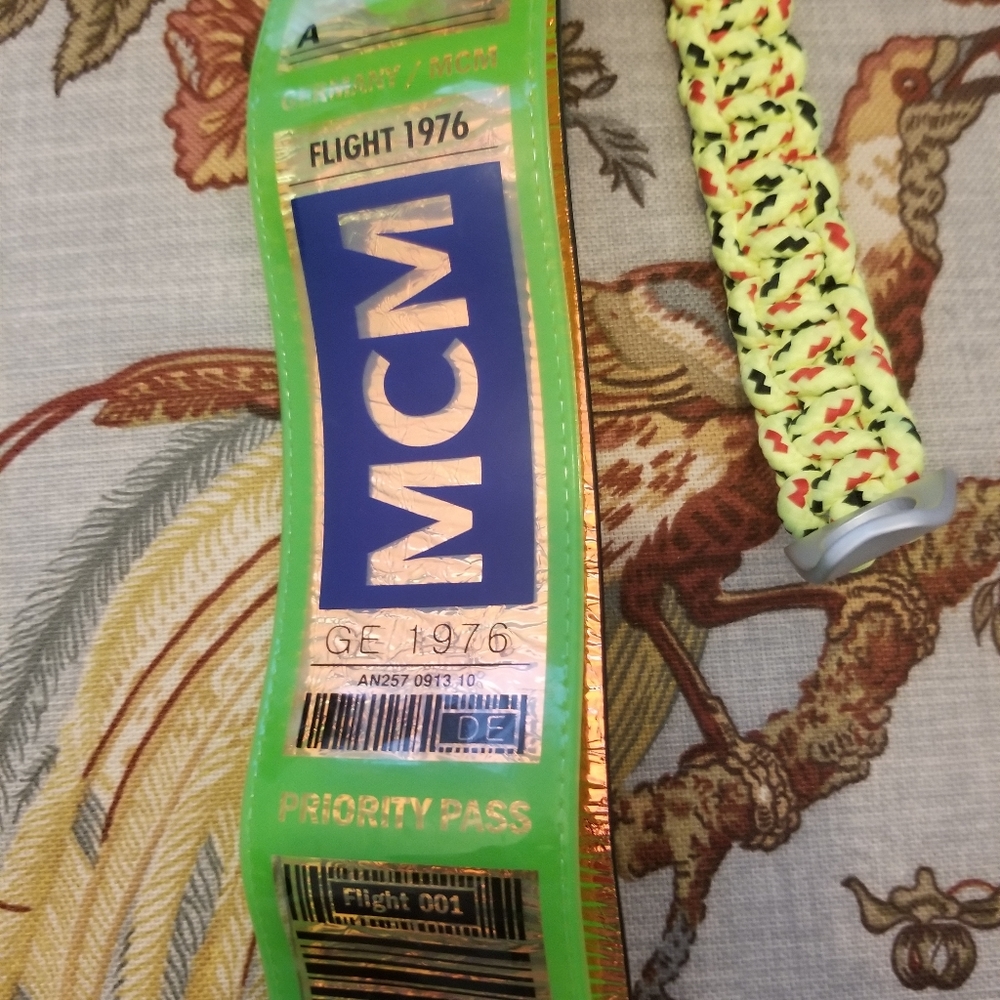 A
GERMANY / MCM
FLIGHT 1976
MCM
GE 1976
AN257 0913 10
DE
PRIORITY PASS
Flight 001